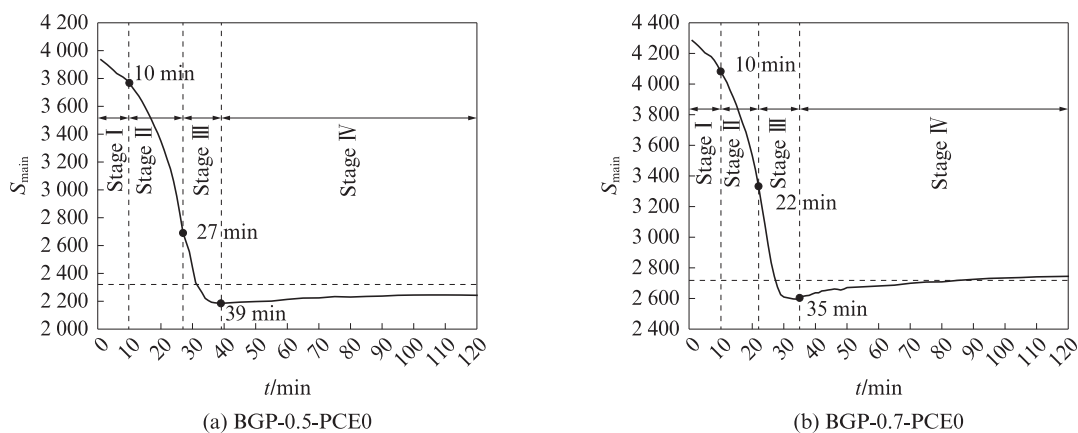 4 200
4 000
3 800
3 600
3 400
3 200
3 000
2 800
2 600
2 400
2 200
2 000
S main
10 min
27 min
39 min
Stage Ⅰ
Stage Ⅱ
Stage Ⅲ
Stage Ⅳ
0 10 20 30 40 50 60 70 80 90 100 110 120
t/min
(a) BGP-0.5-PCE0
4 400
4 200
4 000
3 800
3 600
3 400
3 200
3 000
2 800
2 600
2 400
S main
10 min
22 min
35 min
Stage Ⅰ
Stage Ⅱ
Stage Ⅲ
Stage Ⅳ
0 10 20 30 40 50 60 70 80 90 100 110 120
t/min
(b) BGP-0.7-PCE0